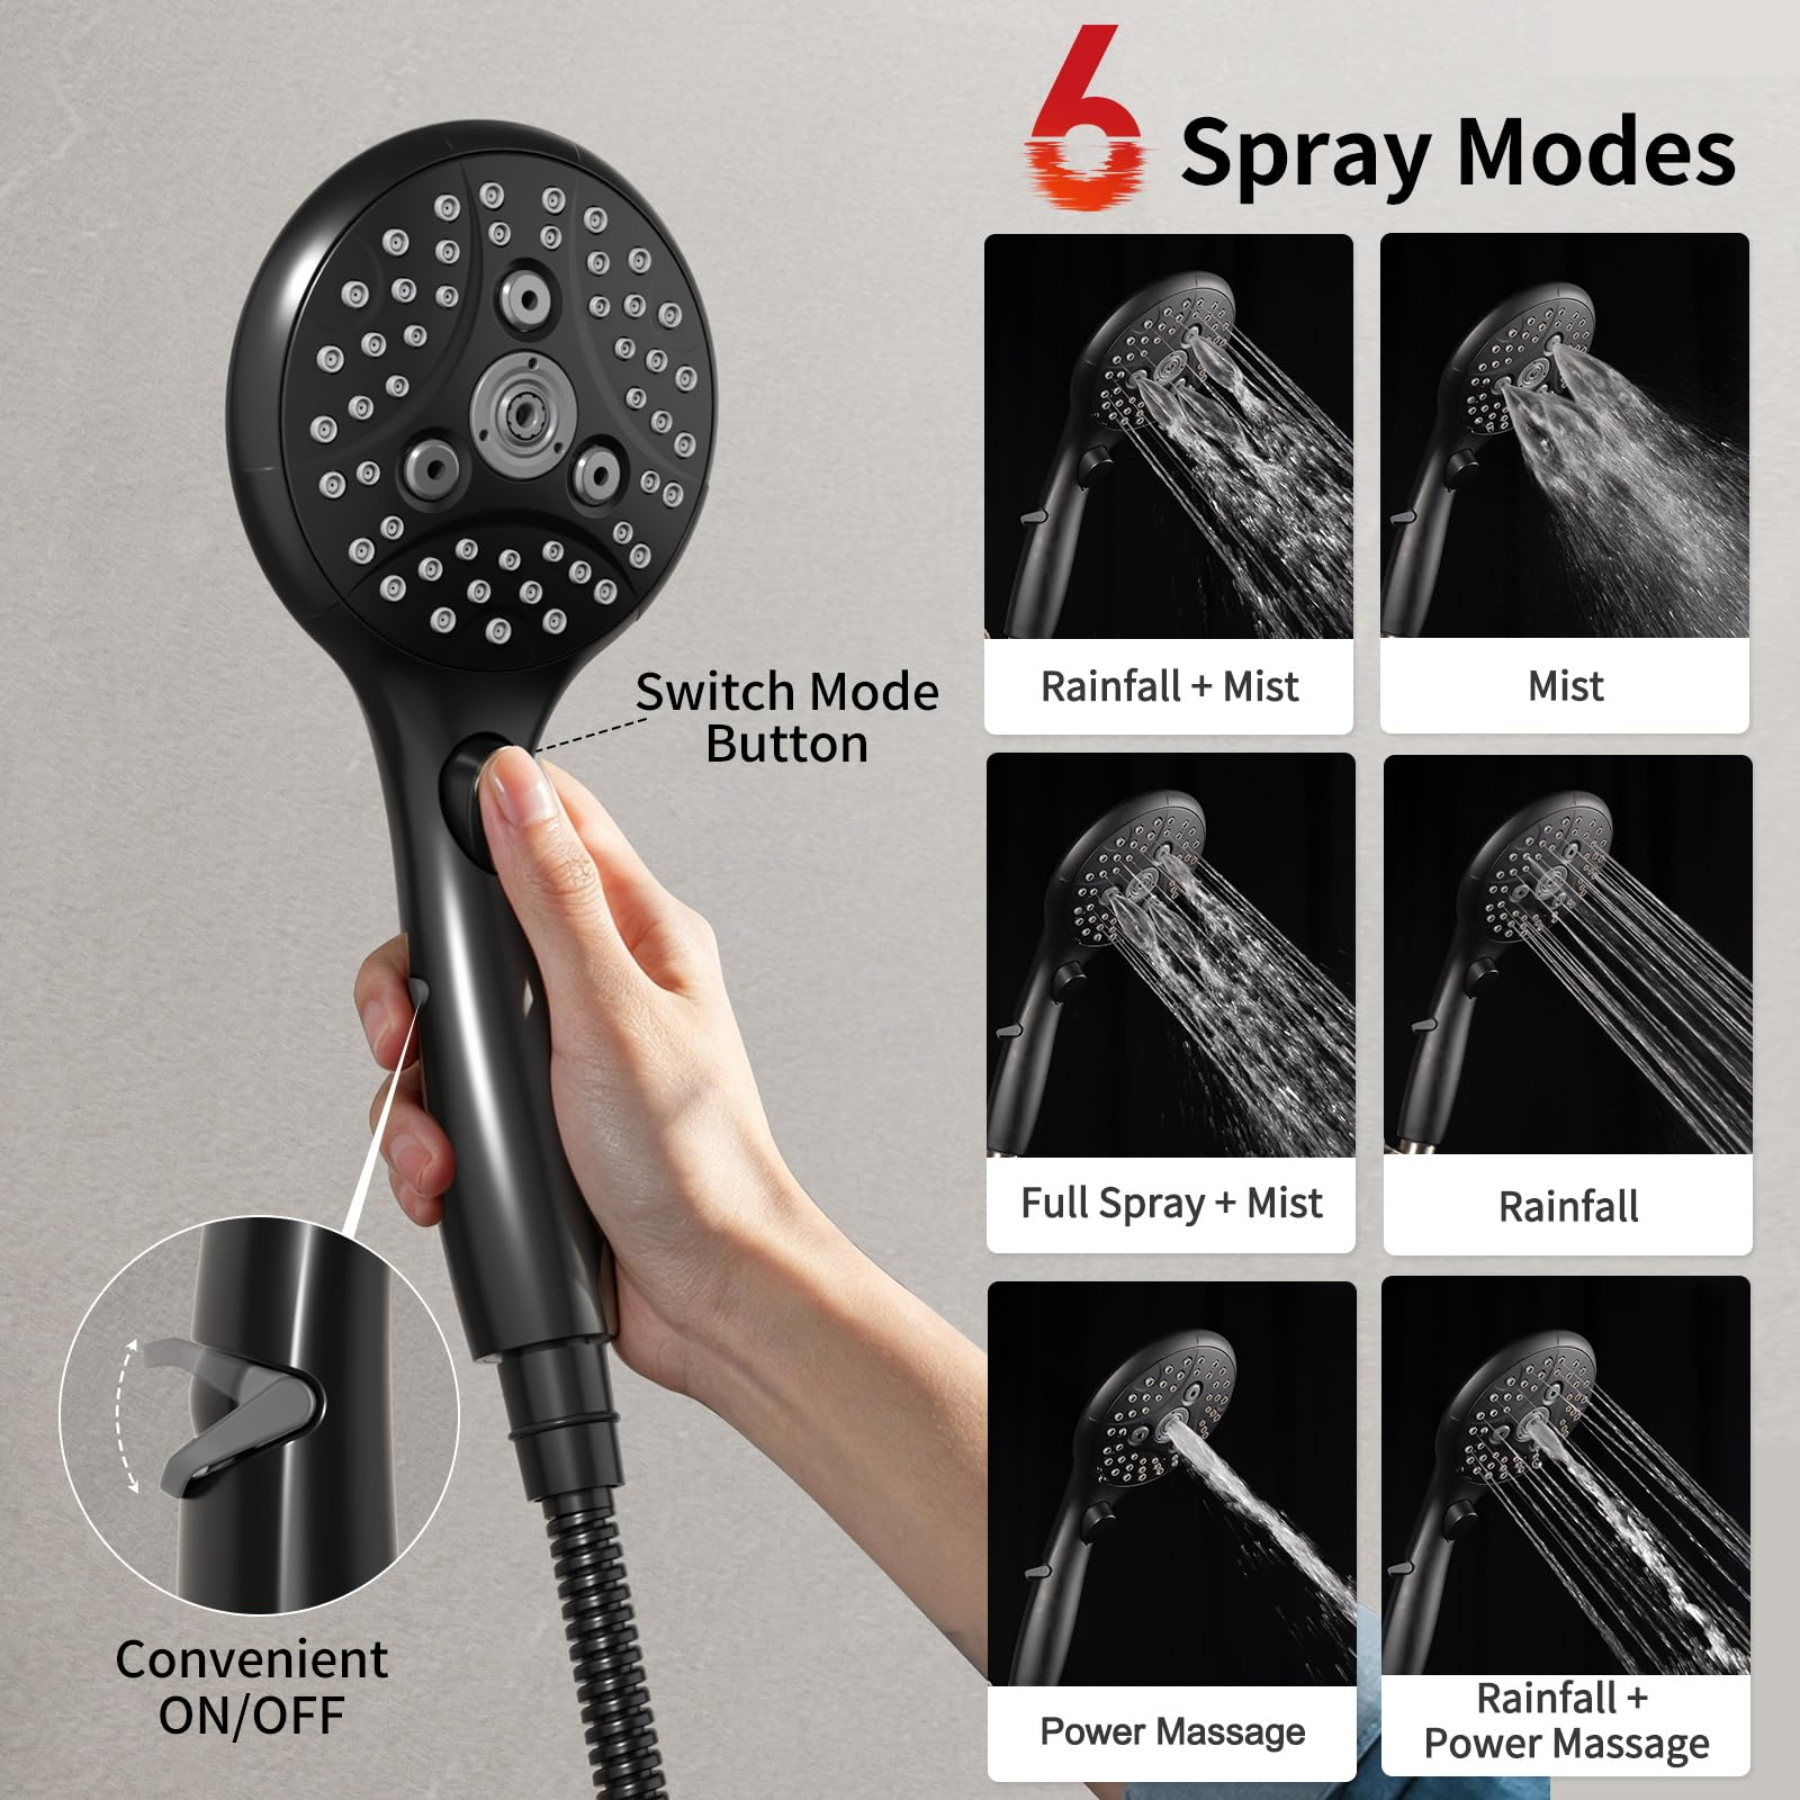 6 Spray Modes
Rainfall + Mist
Mist
Switch Mode
Button
Full Spray + Mist
Rainfall
Convenient
ON/OFF
Power Massage
Rainfall +
Power Massage